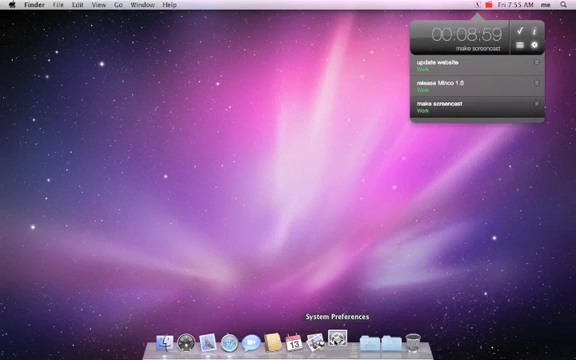 Finder File Edit View Go Window Help
Fri 7:55 AM me
00:08:59
make screencast
update website
Work
release Minco 1.0
Work
make screencast
Work
System Preferences
13